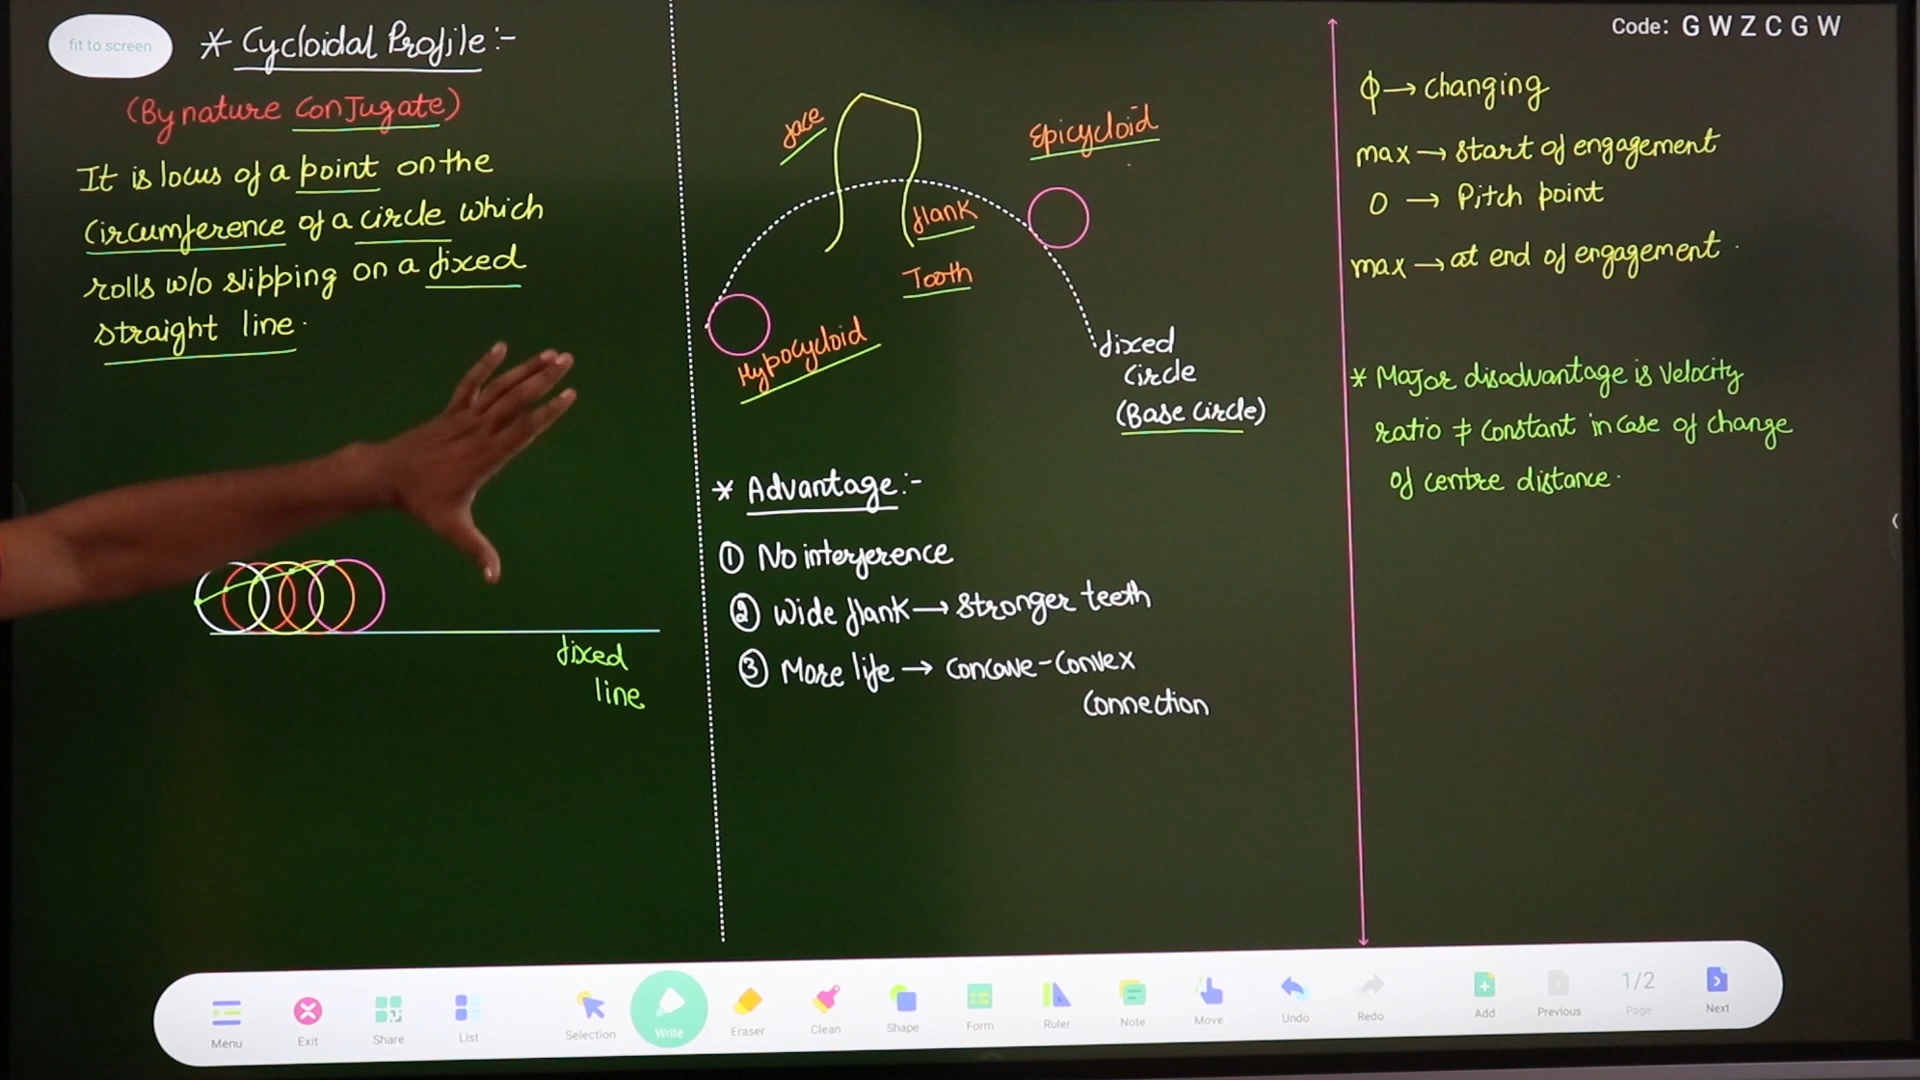 fit to screen
* Cycloidal Profile:-
(By nature Conjugate)
It is locus of a point on the
Circumference of a circle which
rolls w/o slipping on a fixed
straight line.
fixed
line
face
Epicycloid
flank
Tooth
Hypocycloid
fixed
Circle
(Base circle)
* Advantage:-
① No interference
② Wide flank → stronger teeth
③ More life → Concave-Convex
Connection
Code: G W Z C G W
ϕ → changing
max → start of engagement
0 → Pitch point
max → at end of engagement.
* Major disadvantage is Velocity
ratio ≠ Constant in case of change
of centre distance.
Menu
Exit
Share
List
Selection
Write
Eraser
Clean
Shape
Form
Ruler
Note
Move
Undo
Redo
Add
Previous
1/2
Page
Next